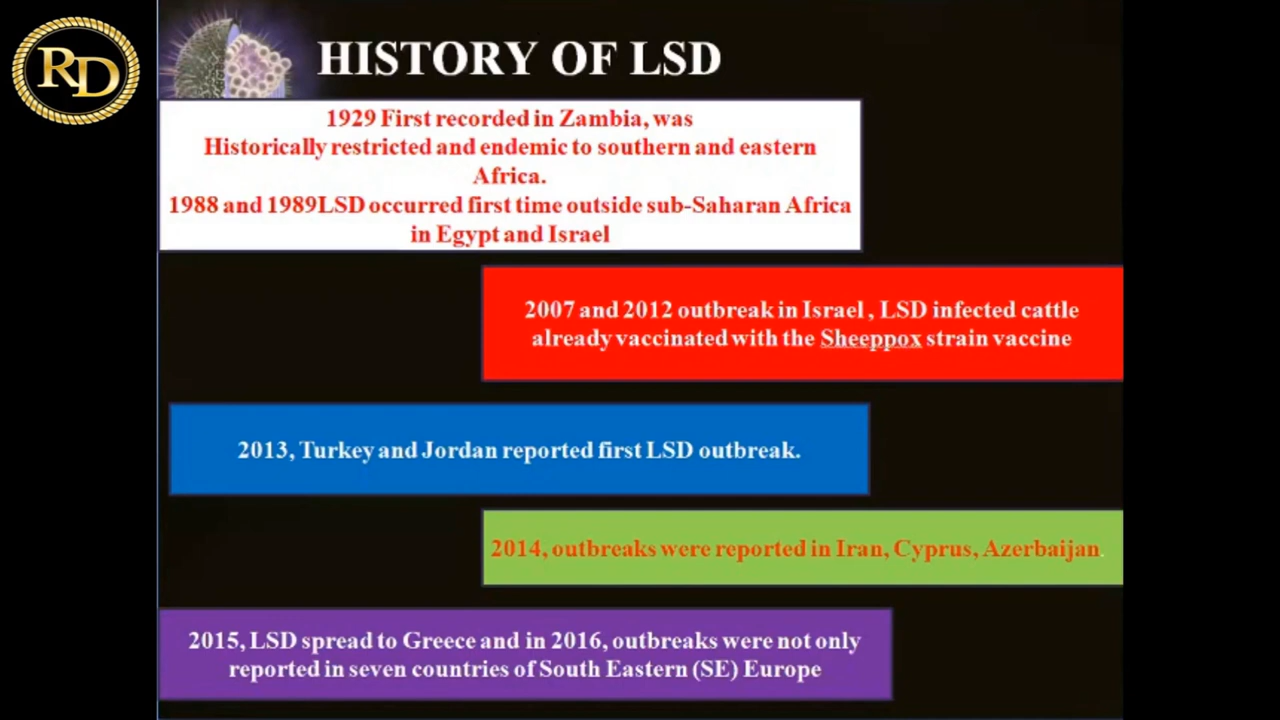 RD
HISTORY OF LSD
1929 First recorded in Zambia, was
Historically restricted and endemic to southern and eastern
Africa.
1988 and 1989LSD occurred first time outside sub-Saharan Africa
in Egypt and Israel
2007 and 2012 outbreak in Israel , LSD infected cattle
already vaccinated with the Sheeppox strain vaccine
2013, Turkey and Jordan reported first LSD outbreak.
2014, outbreaks were reported in Iran, Cyprus, Azerbaijan.
2015, LSD spread to Greece and in 2016, outbreaks were not only
reported in seven countries of South Eastern (SE) Europe